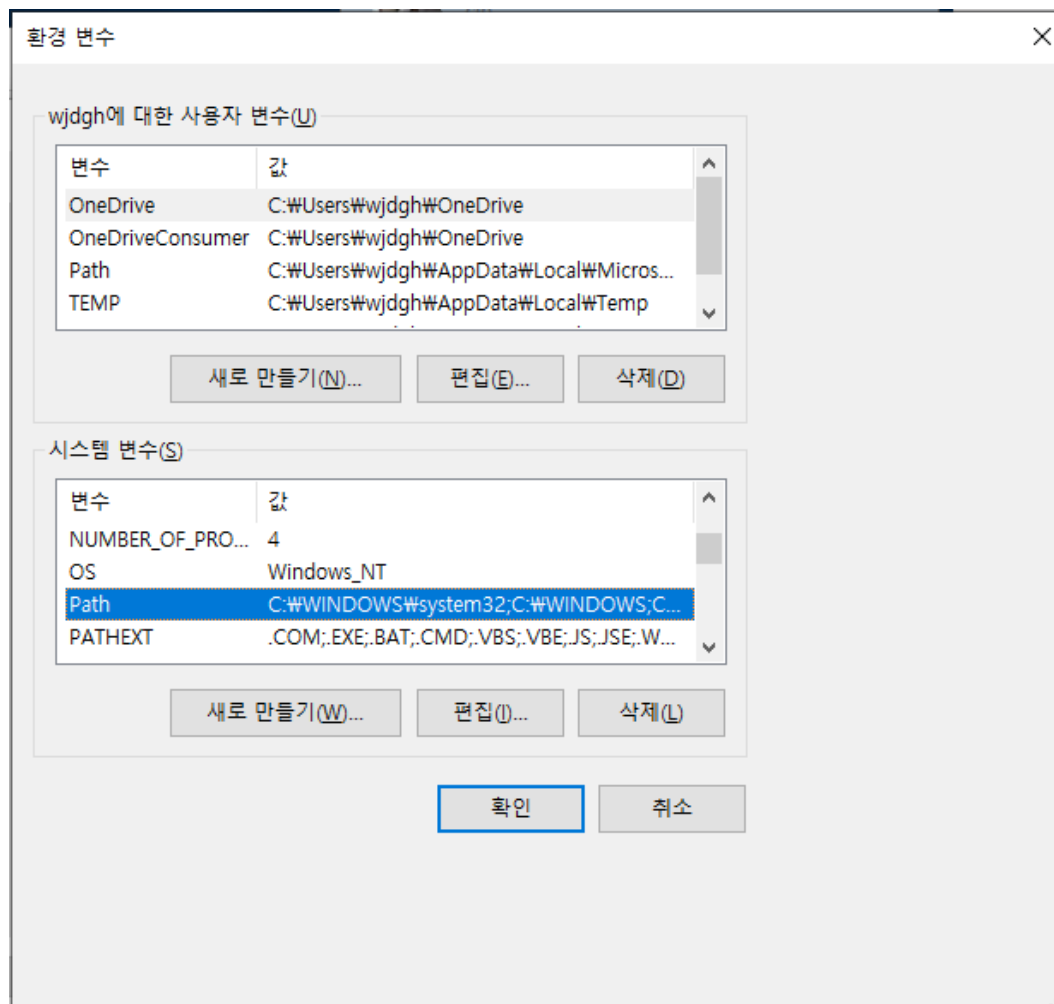 환경 변수
wjdgh에 대한 사용자 변수(U)
변수 값
OneDrive C:₩Users₩wjdgh₩OneDrive
OneDriveConsumer C:₩Users₩wjdgh₩OneDrive
Path C:₩Users₩wjdgh₩AppData₩Local₩Micros...
TEMP C:₩Users₩wjdgh₩AppData₩Local₩Temp
새로 만들기(N)... 편집(E)... 삭제(D)
시스템 변수(S)
변수 값
NUMBER_OF_PRO... 4
OS Windows_NT
Path C:₩WINDOWS₩system32;C:₩WINDOWS;C...
PATHEXT .COM;.EXE;.BAT;.CMD;.VBS;.VBE;.JS;.JSE;.W...
새로 만들기(W)... 편집(I)... 삭제(L)
확인 취소